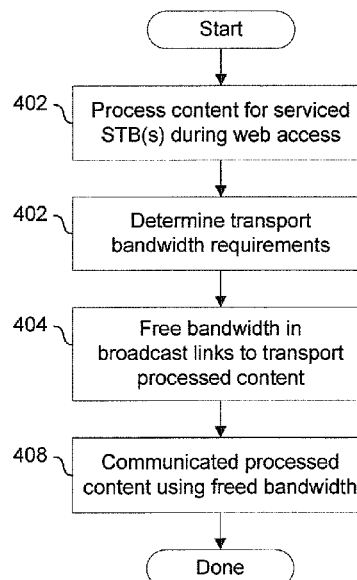 Start
402
Process content for serviced
STB(s) during web access
402
Determine transport
bandwidth requirements
404
Free bandwidth in
broadcast links to transport
processed content
408
Communicated processed
content using freed bandwidth
Done